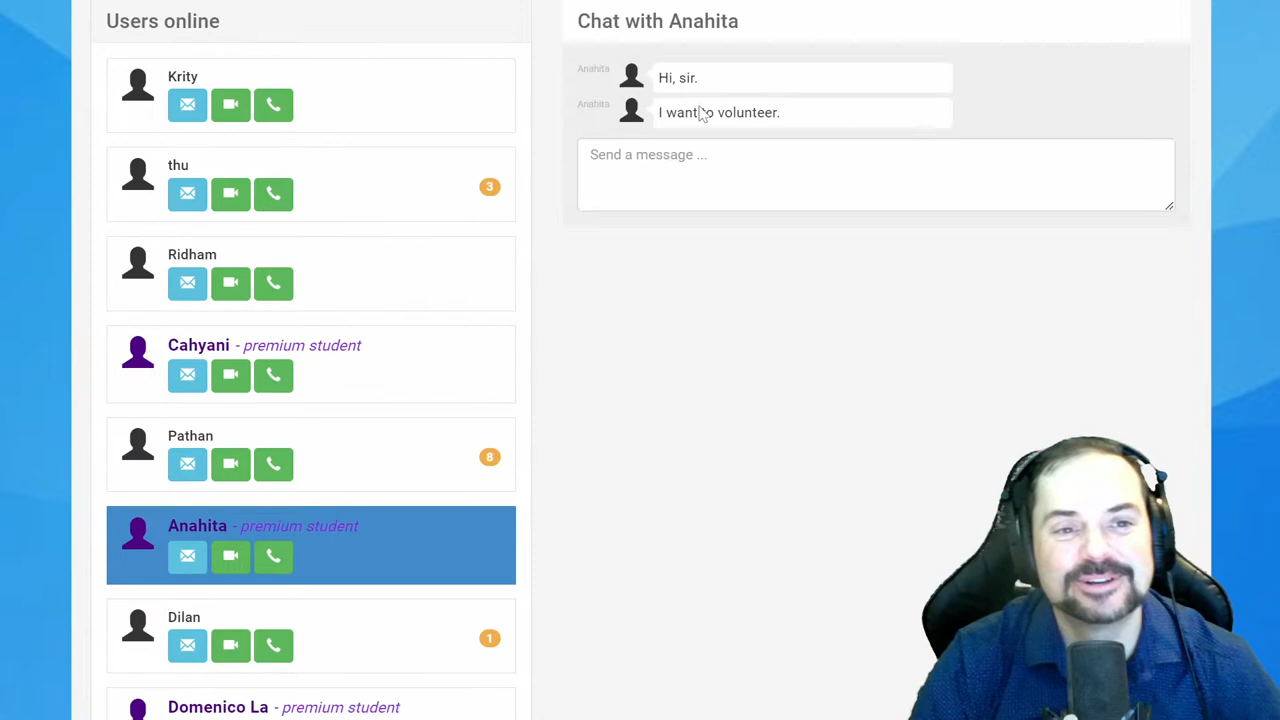 Users online
Krity
thu
3
Ridham
Cahyani - premium student
Pathan
8
Anahita - premium student
Dilan
1
Domenico La - premium student
Chat with Anahita
Anahita
Hi, sir.
Anahita
I want to volunteer.
Send a message ...